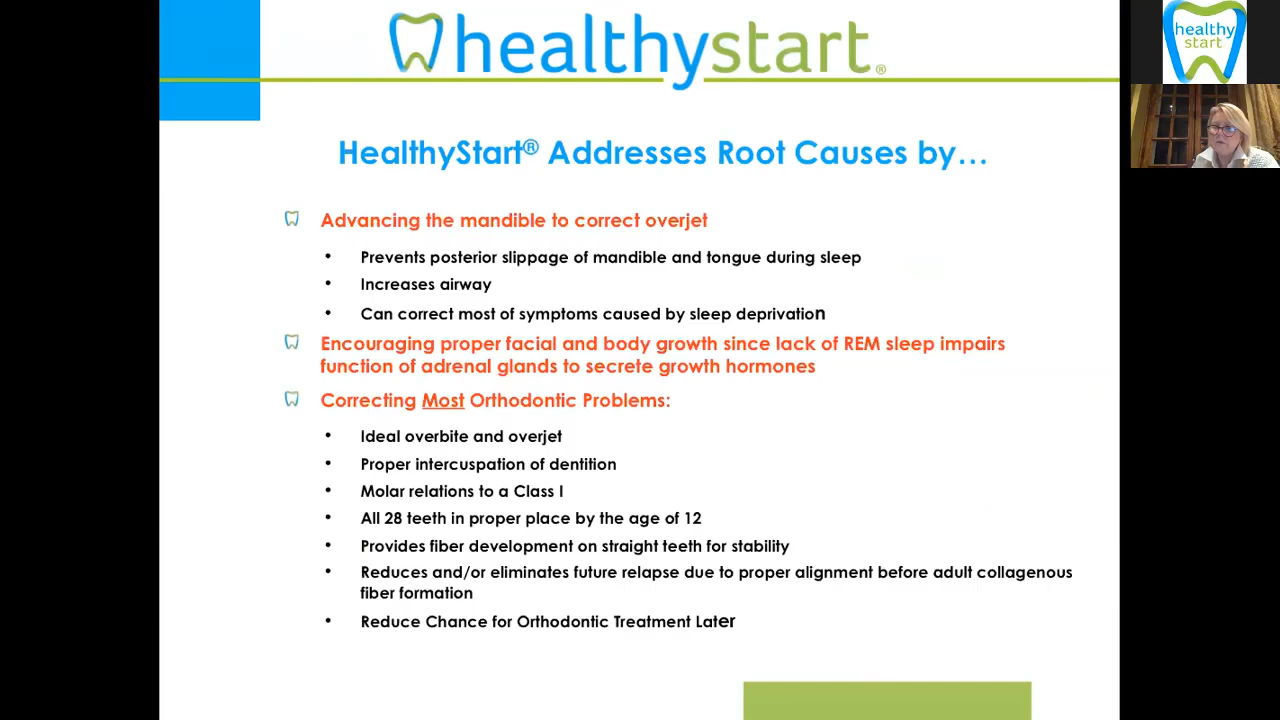 healthystart®
healthy
start
HealthyStart® Addresses Root Causes by…
Advancing the mandible to correct overjet
• Prevents posterior slippage of mandible and tongue during sleep
• Increases airway
• Can correct most of symptoms caused by sleep deprivation
Encouraging proper facial and body growth since lack of REM sleep impairs
function of adrenal glands to secrete growth hormones
Correcting Most Orthodontic Problems:
• Ideal overbite and overjet
• Proper intercuspation of dentition
• Molar relations to a Class I
• All 28 teeth in proper place by the age of 12
• Provides fiber development on straight teeth for stability
• Reduces and/or eliminates future relapse due to proper alignment before adult collagenous
fiber formation
• Reduce Chance for Orthodontic Treatment Later